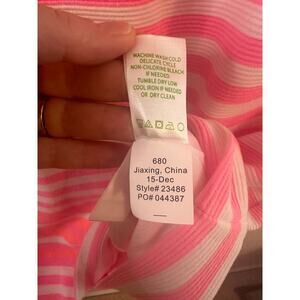 MACHINE WASH COLD
DELICATE CYCLE
NON-CHLORINE BLEACH
IF NEEDED
TUMBLE DRY LOW
COOL IRON IF NEEDED
OR DRY CLEAN
680
Jiaxing, China
15-Dec
Style# 23486
PO# 044387